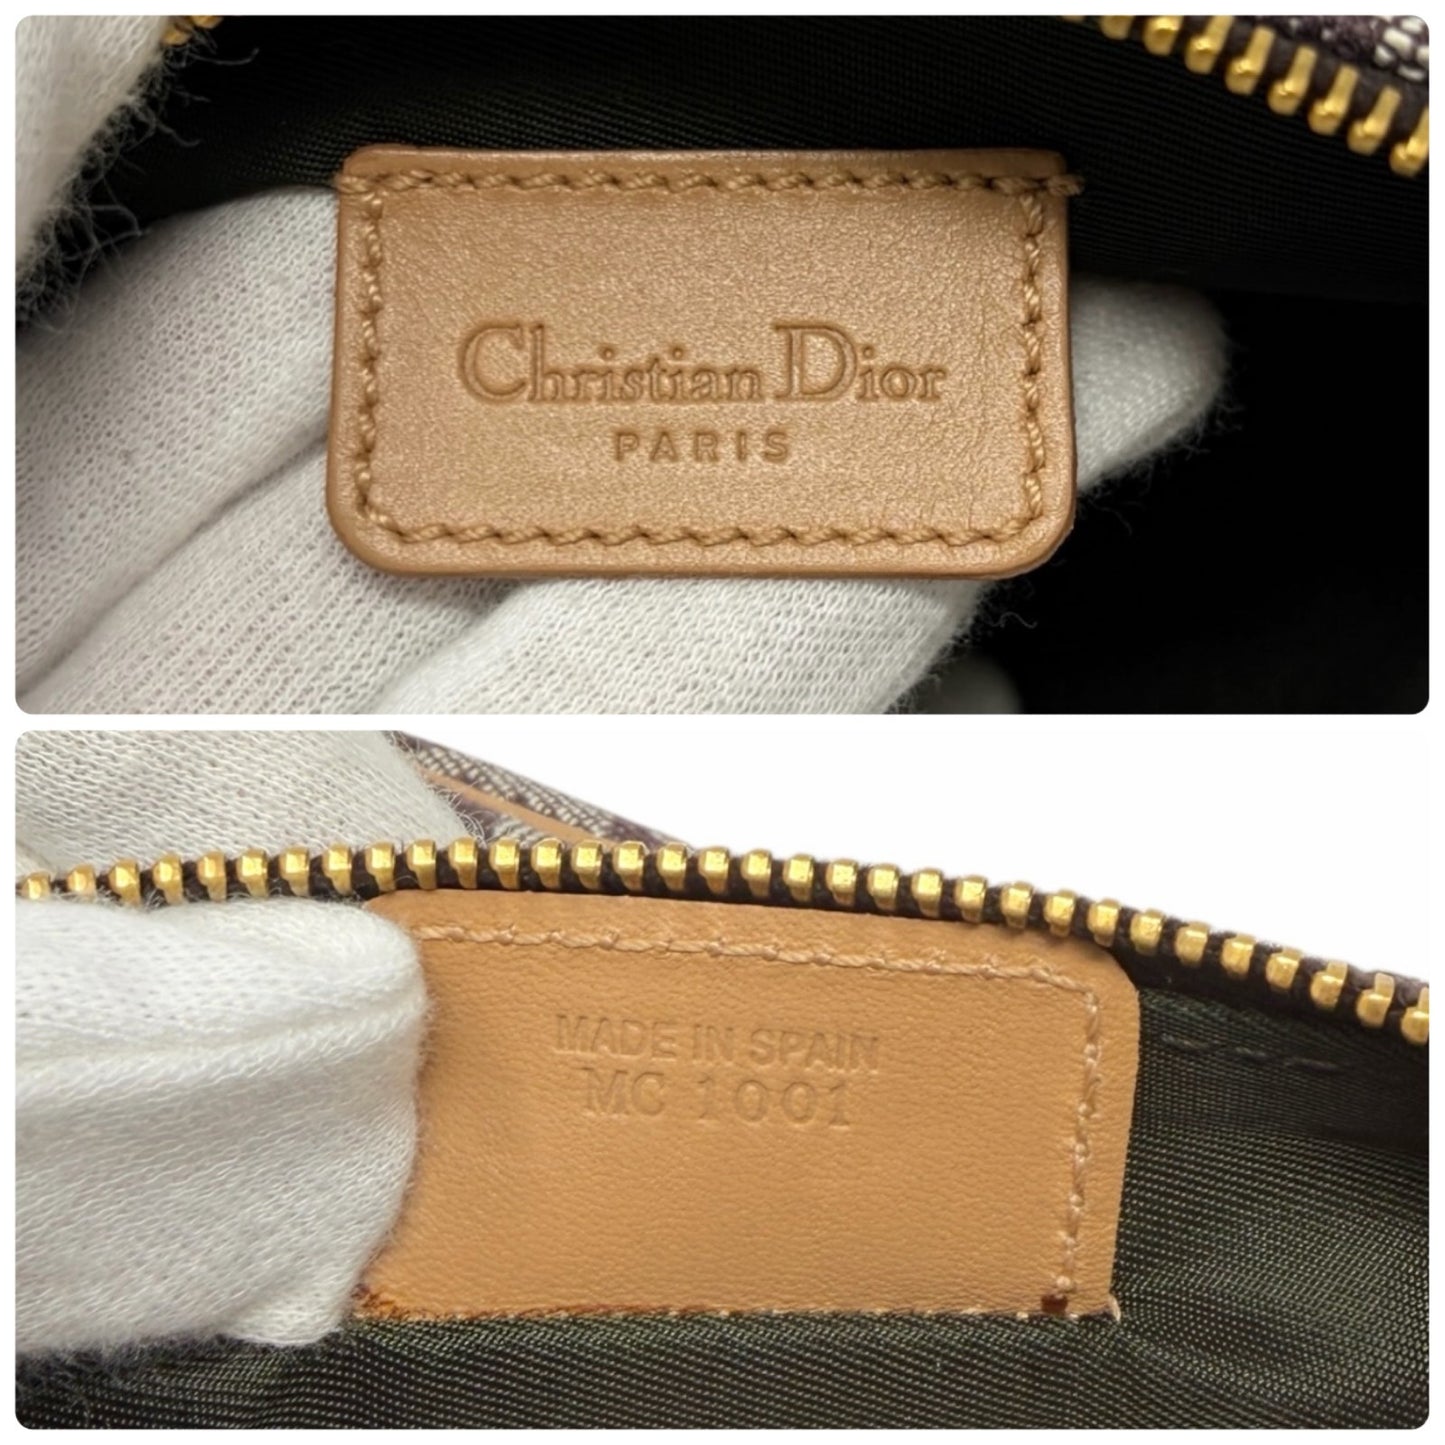 Christian Dior
PARIS
MADE IN SPAIN
MC 1001